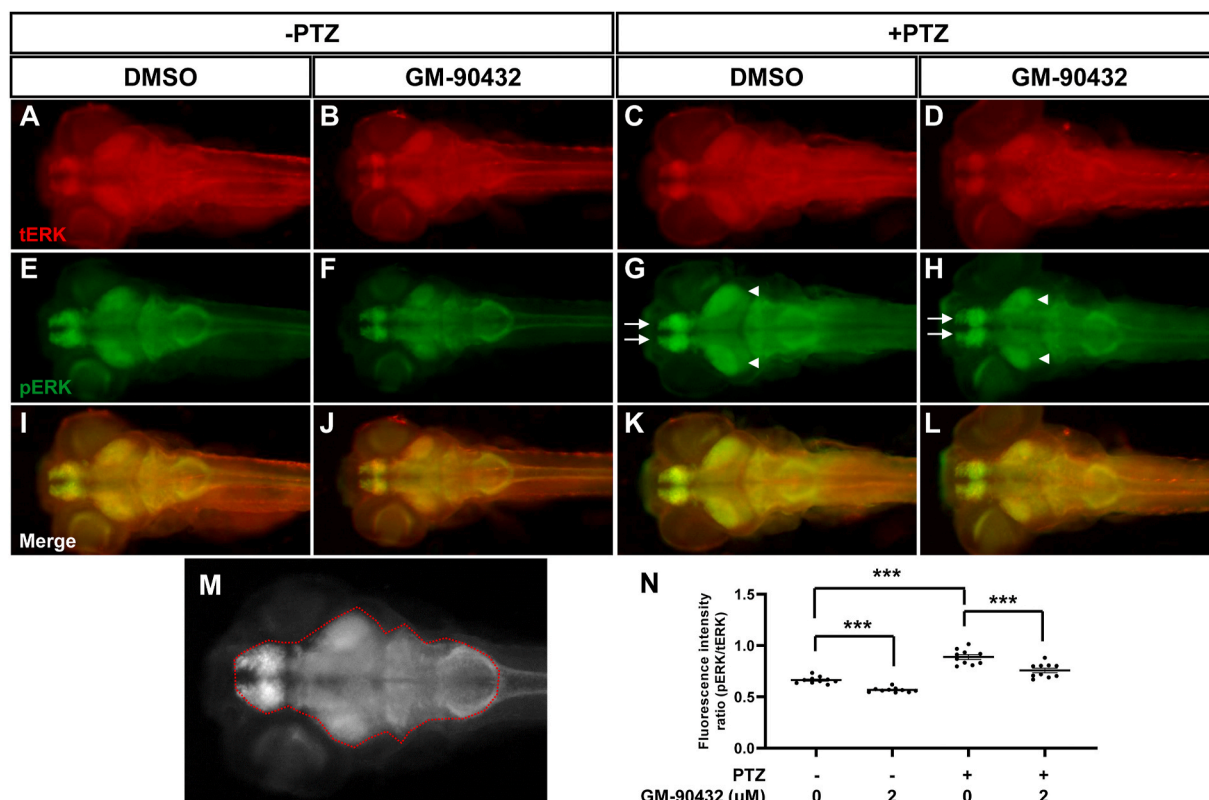 -PTZ +PTZ
DMSO GM-90432 DMSO GM-90432
A B C D
tERK
E F G H
pERK
I J K L
Merge
M
N
***
***
***
1.5
1.0
0.5
0.0
Fluorescence intensity
ratio (pERK/tERK)
PTZ - - + +
GM-90432 (uM) 0 2 0 2